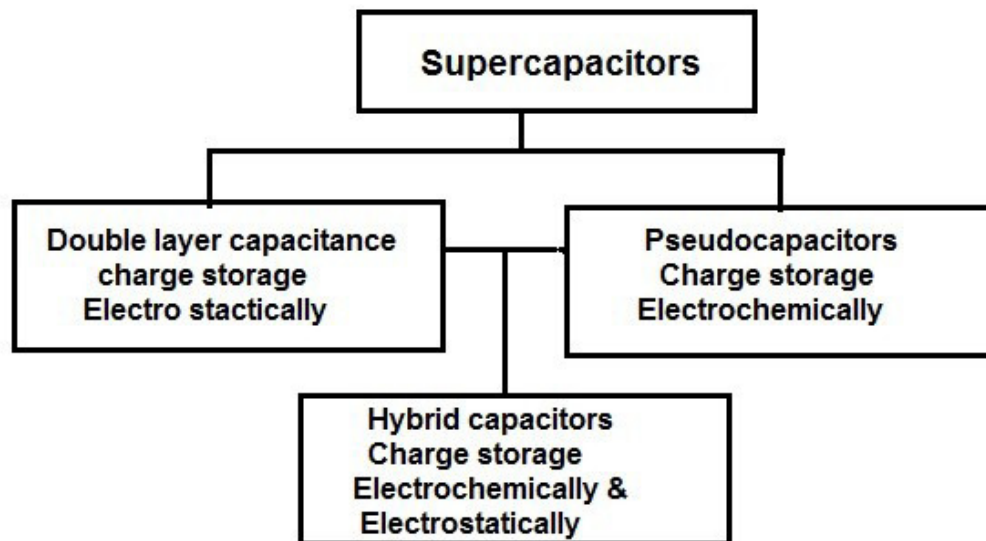 Supercapacitors
Double layer capacitance
charge storage
Electro stactically
Pseudocapacitors
Charge storage
Electrochemically
Hybrid capacitors
Charge storage
Electrochemically &
Electrostatically